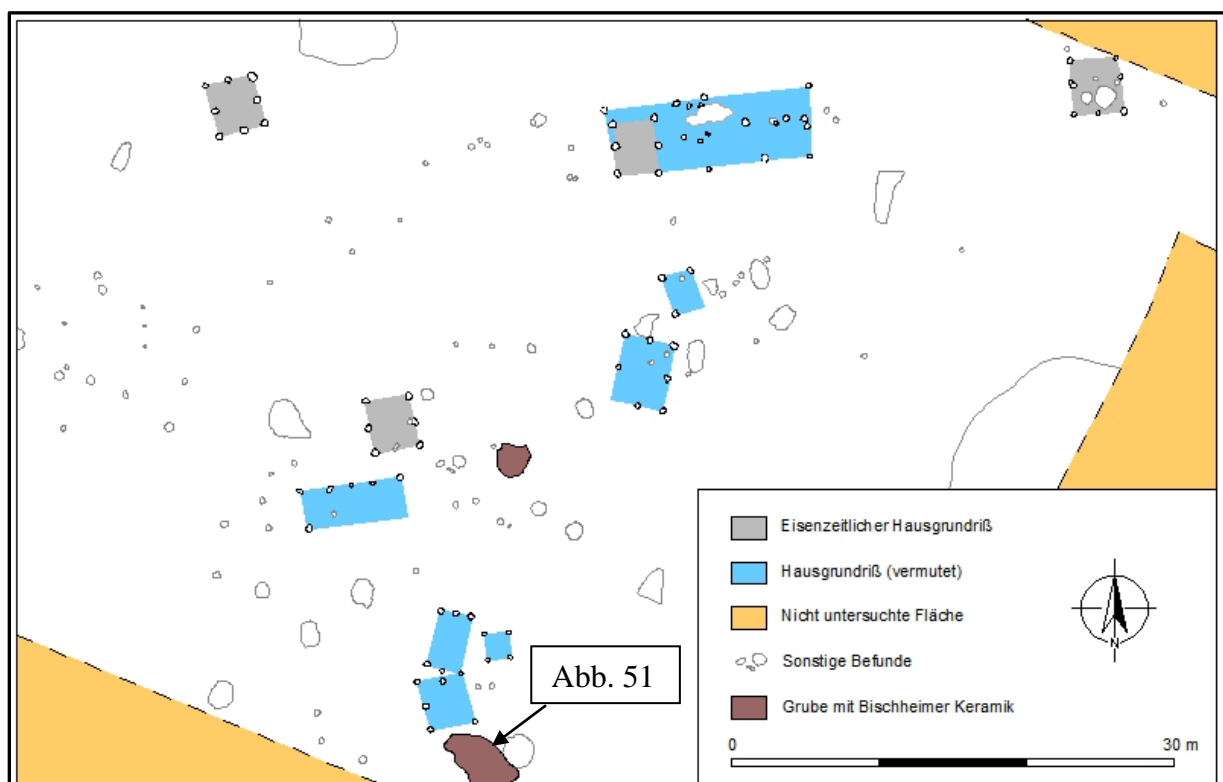 Abb. 51
Eisenzeitlicher Hausgrundriß
Hausgrundriß (vermutet)
Nicht untersuchte Fläche
Sonstige Befunde
Grube mit Bischheimer Keramik
N
0 30 m